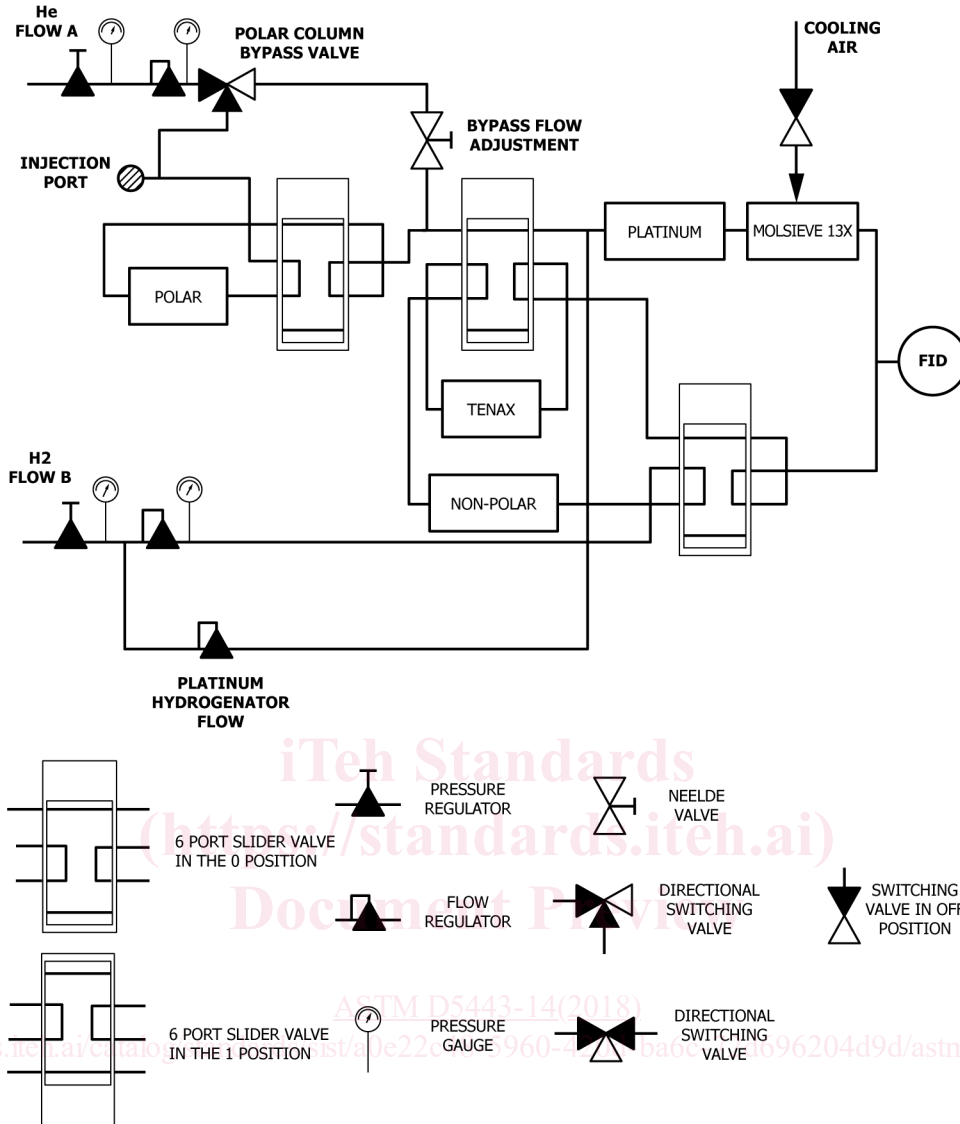 He
FLOW A
POLAR COLUMN
BYPASS VALVE
COOLING
AIR
BYPASS FLOW
ADJUSTMENT
INJECTION
PORT
PLATINUM
MOLSIEVE 13X
POLAR
FID
TENAX
H2
FLOW B
NON-POLAR
PLATINUM
HYDROGENATOR
FLOW
iTeh Standards
(https://standards.iteh.ai)
Document Preview
6 PORT SLIDER VALVE
IN THE 0 POSITION
PRESSURE
REGULATOR
NEELDE
VALVE
FLOW
REGULATOR
DIRECTIONAL
SWITCHING
VALVE
SWITCHING
VALVE IN OFF
POSITION
ASTM D5443-14(2018)
6 PORT SLIDER VALVE
IN THE 1 POSITION
PRESSURE
GAUGE
DIRECTIONAL
SWITCHING
VALVE